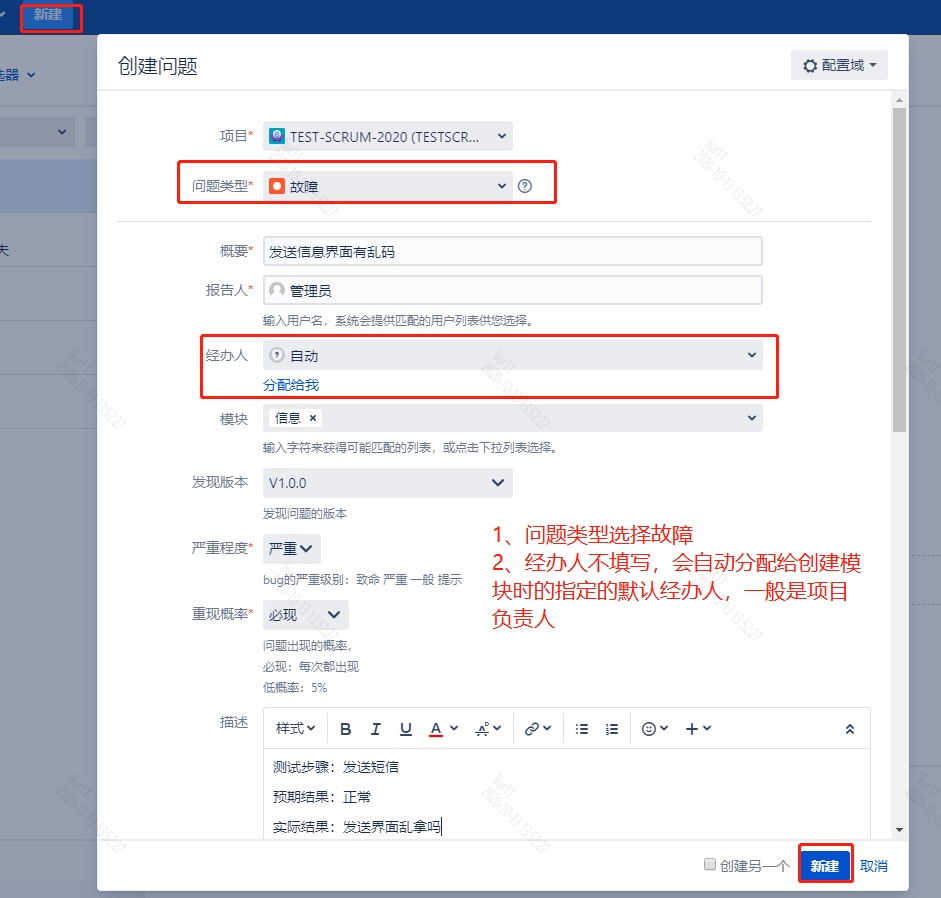 新建
选器
创建问题
配置域
项目*
TEST-SCRUM-2020 (TESTSCR...
问题类型*
故障
夫
概要*
发送信息界面有乱码
报告人*
管理员
输入用户名，系统会提供匹配的用户列表供您选择。
经办人
自动
分配给我
模块
信息 ×
输入字符来获得可能匹配的列表，或点击下拉列表选择。
发现版本
V1.0.0
发现问题的版本
严重程度*
严重
bug的严重级别：致命 严重 一般 提示
1、问题类型选择故障
2、经办人不填写，会自动分配给创建模
块时的指定的默认经办人，一般是项目
负责人
重现概率*
必现
问题出现的概率，
必现：每次都出现
低概率：5%
描述
样式 B I U A
测试步骤：发送短信
预期结果：正常
实际结果：发送界面乱拿吗
创建另一个
新建
取消